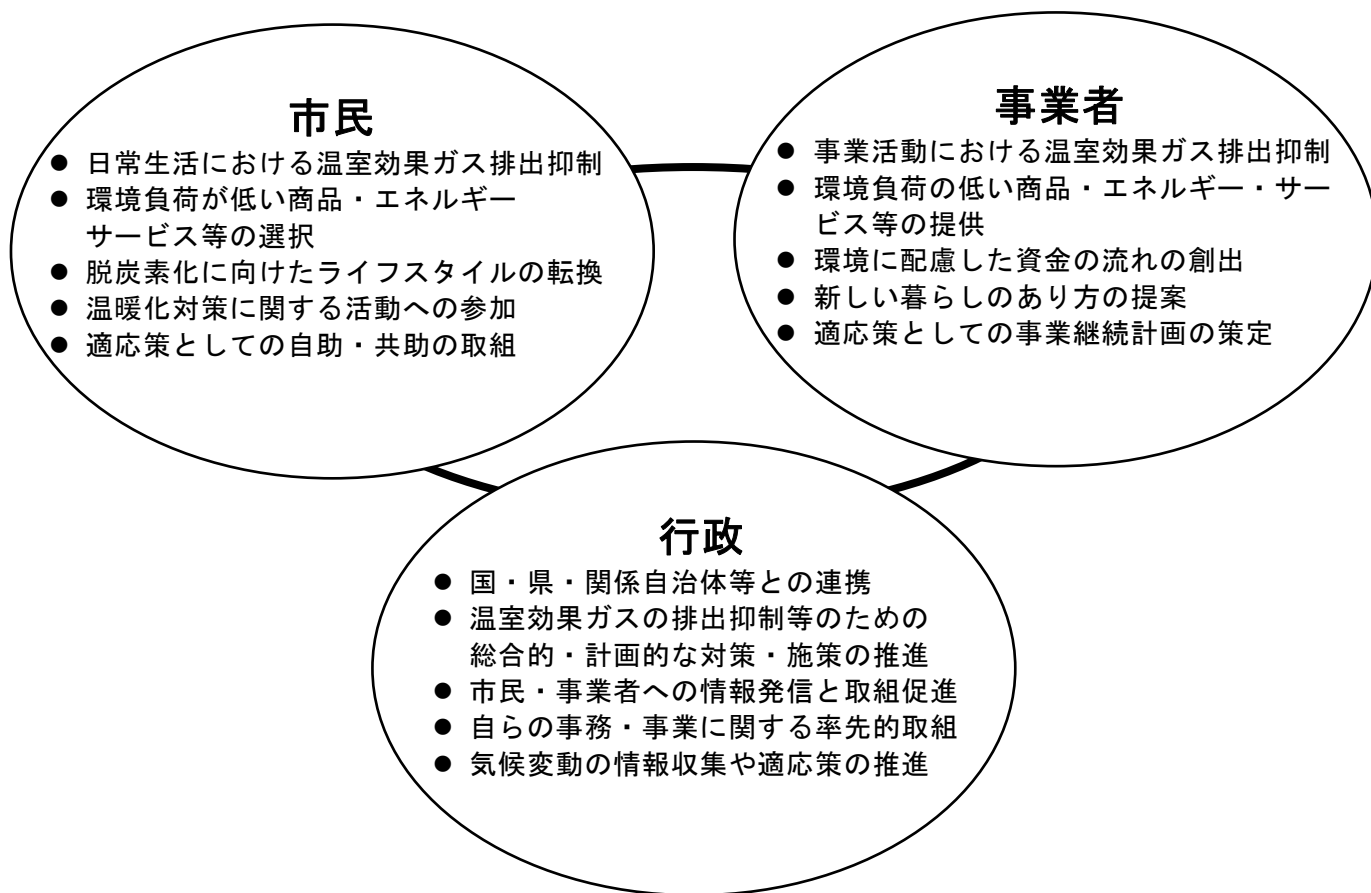 市民
● 日常生活における温室効果ガス排出抑制
● 環境負荷が低い商品・エネルギー
サービス等の選択
● 脱炭素化に向けたライフスタイルの転換
● 温暖化対策に関する活動への参加
● 適応策としての自助・共助の取組
事業者
● 事業活動における温室効果ガス排出抑制
● 環境負荷の低い商品・エネルギー・サー
ビス等の提供
● 環境に配慮した資金の流れの創出
● 新しい暮らしのあり方の提案
● 適応策としての事業継続計画の策定
行政
● 国・県・関係自治体等との連携
● 温室効果ガスの排出抑制等のための
総合的・計画的な対策・施策の推進
● 市民・事業者への情報発信と取組促進
● 自らの事務・事業に関する率先的取組
● 気候変動の情報収集や適応策の推進